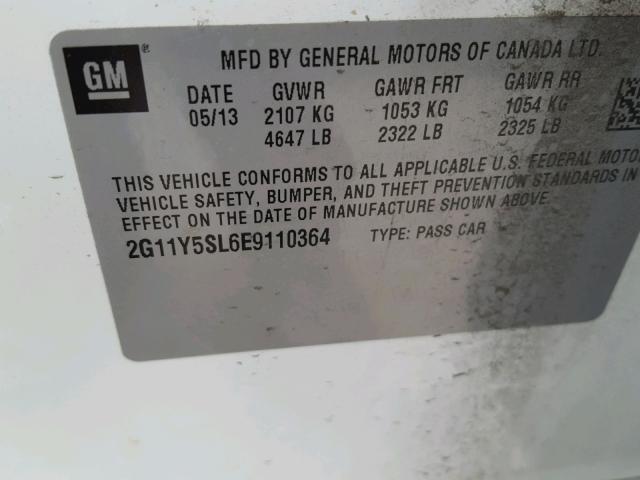 GM ®
MFD BY GENERAL MOTORS OF CANADA LTD.
DATE GVWR GAWR FRT GAWR RR
05/13 2107 KG 1053 KG 1054 KG
4647 LB 2322 LB 2325 LB
THIS VEHICLE CONFORMS TO ALL APPLICABLE U.S. FEDERAL MOTO
VEHICLE SAFETY, BUMPER, AND THEFT PREVENTION STANDARDS IN
EFFECT ON THE DATE OF MANUFACTURE SHOWN ABOVE.
2G11Y5SL6E9110364 TYPE: PASS CAR